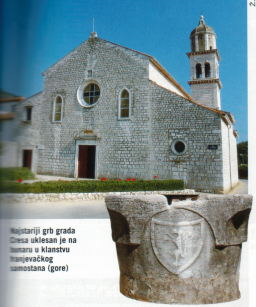 Najstariji grb grada
Cresa uklesan je na
bunaru u klanstvu
franjevačkog
samostana (gore)